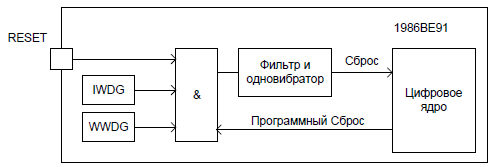 1986BE91
RESET
IWDG
WWDG
&
Фильтр и
одновибратор
Сброс
Программный Сброс
Цифровое
ядро